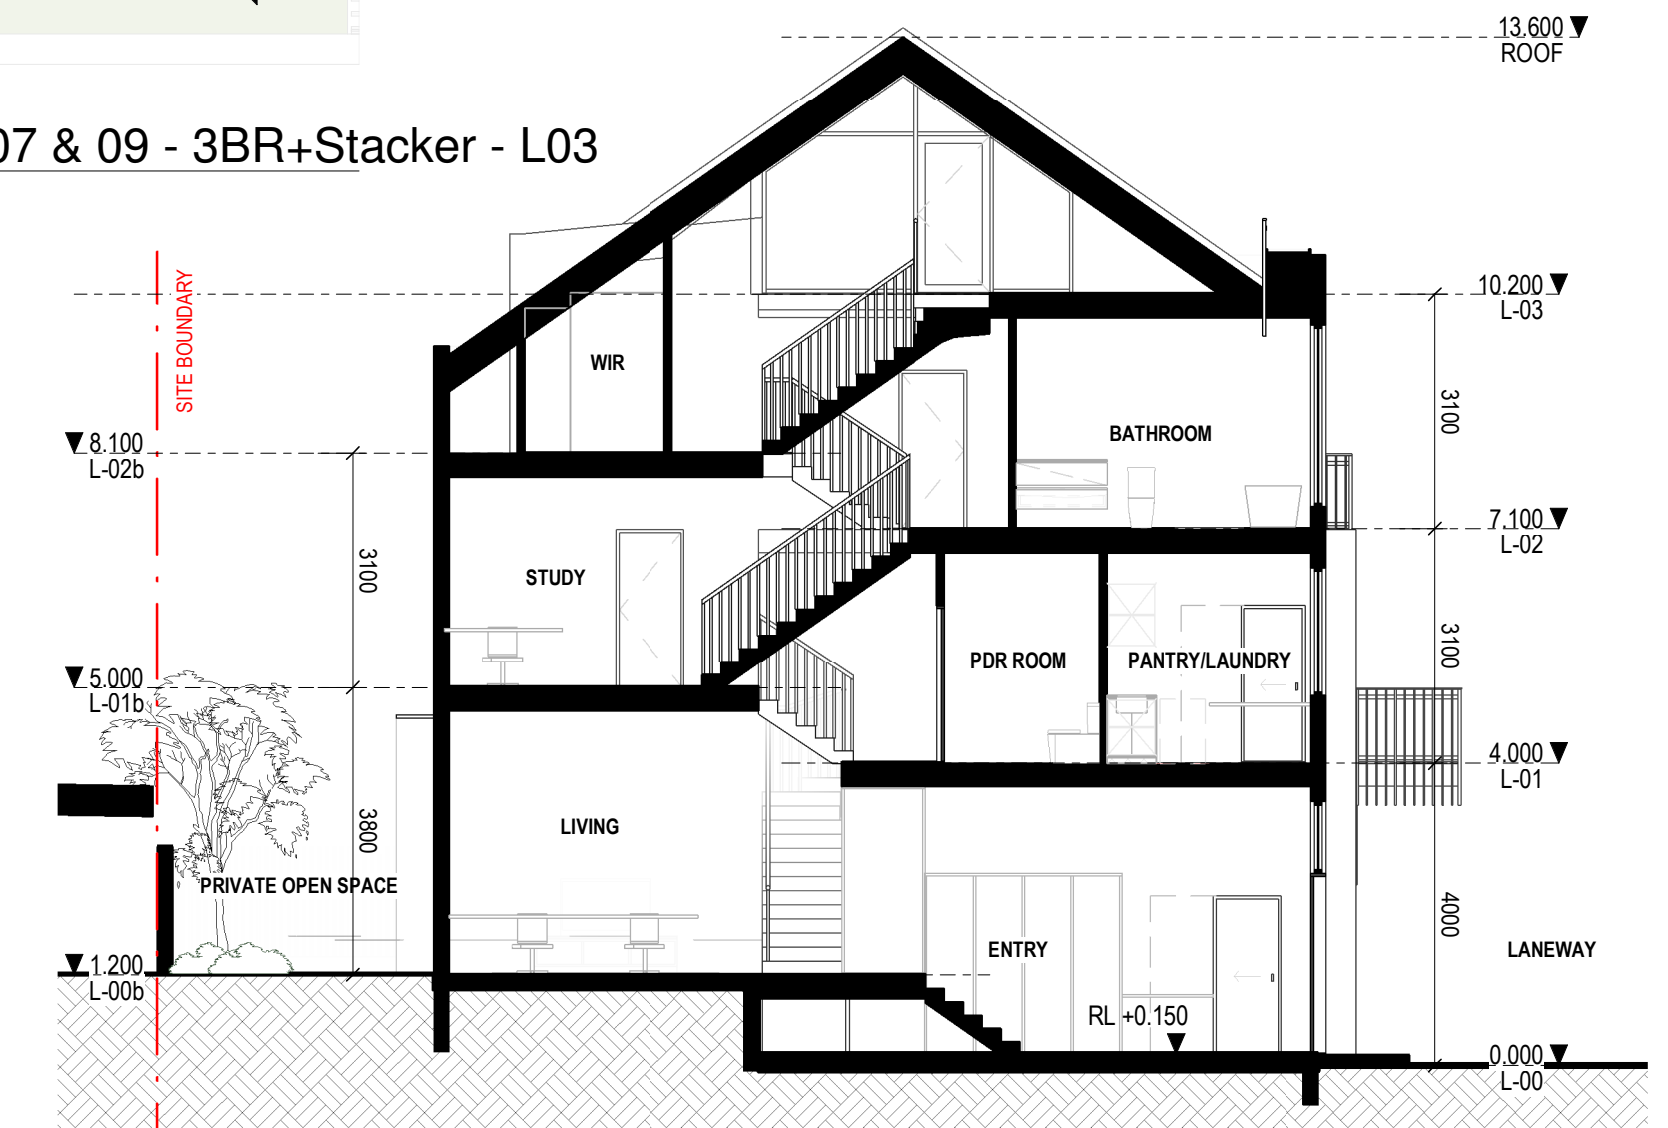 13.600
ROOF
07 & 09 - 3BR+Stacker - L03
SITE BOUNDARY
10.200
L-03
WIR
3100
BATHROOM
8.100
L-02b
7.100
L-02
3100
STUDY
3100
PDR ROOM
PANTRY/LAUNDRY
5.000
L-01b
4.000
L-01
3800
LIVING
PRIVATE OPEN SPACE
4000
ENTRY
LANEWAY
1.200
L-00b
RL +0.150
0.000
L-00